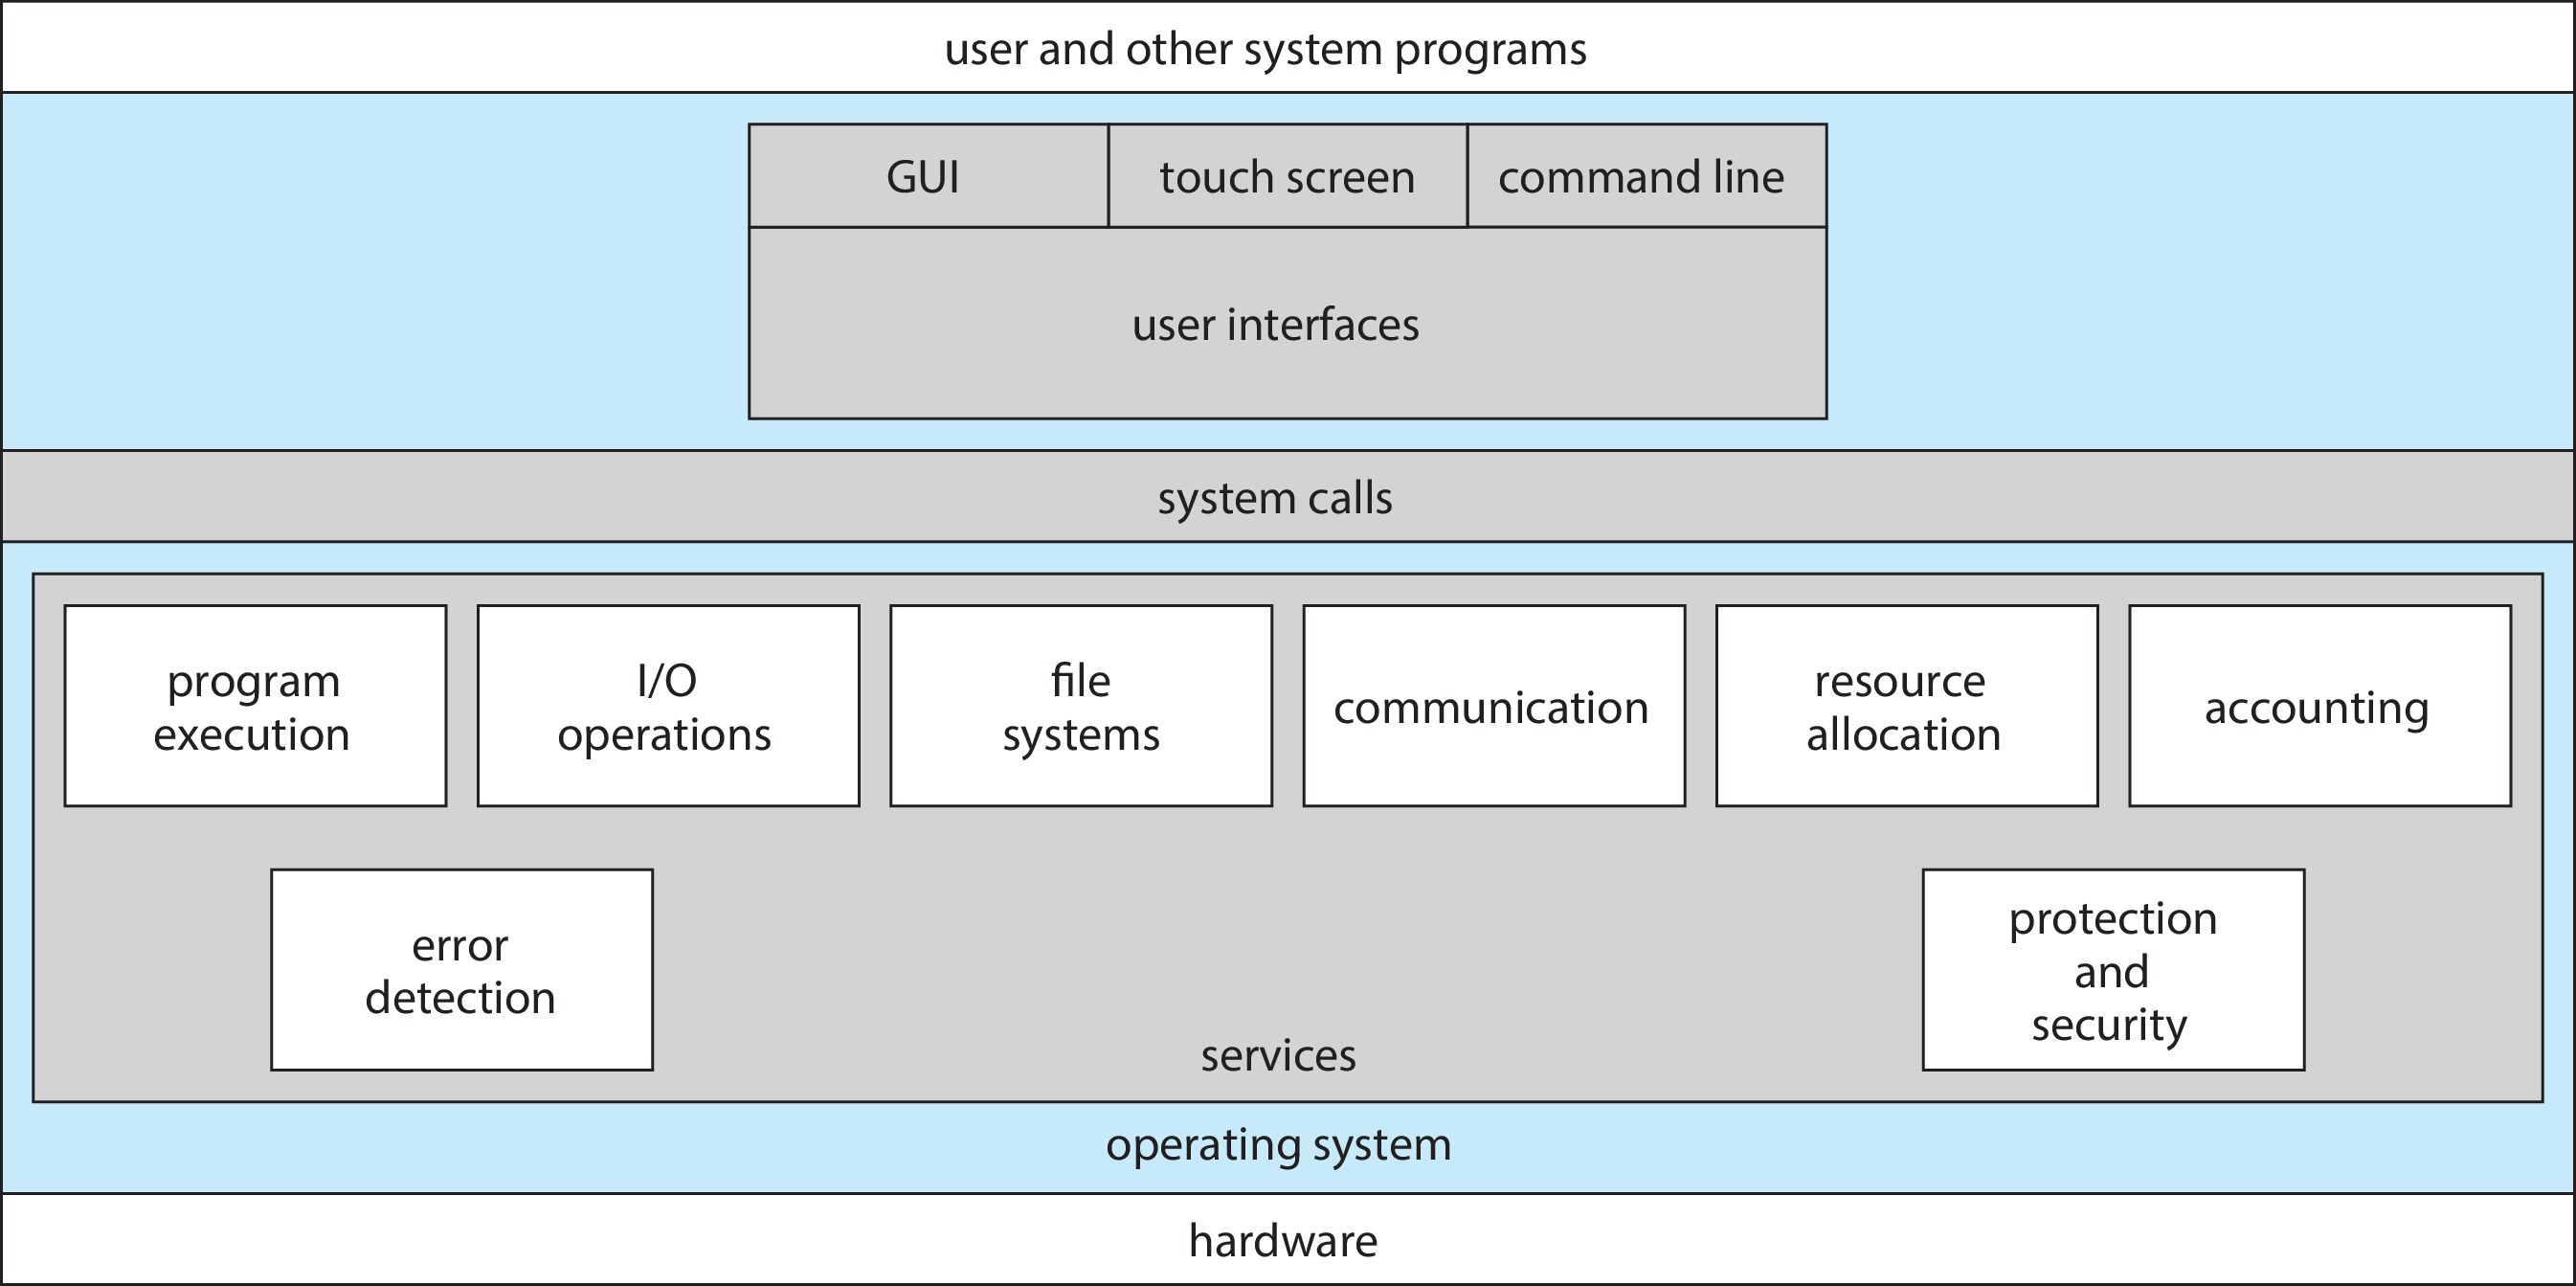 user and other system programs
GUI
touch screen
command line
user interfaces
system calls
program
execution
I/O
operations
file
systems
communication
resource
allocation
accounting
error
detection
protection
and
security
services
operating system
hardware